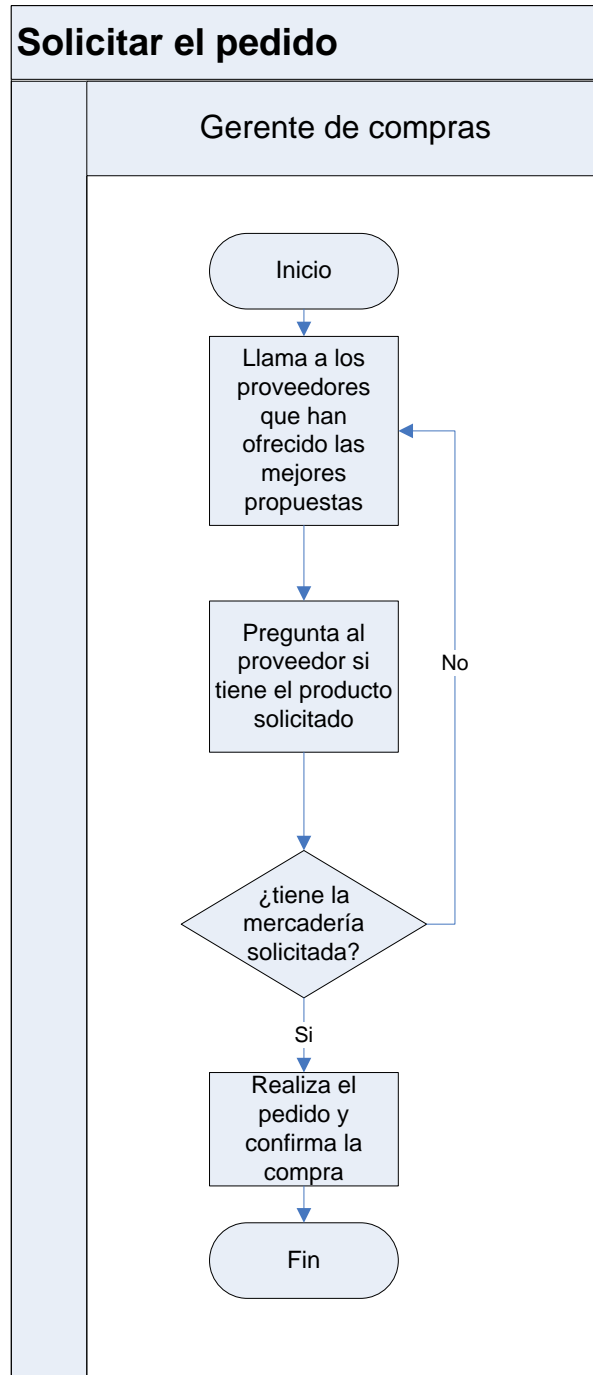 Solicitar el pedido
Gerente de compras
Inicio
Llama a los
proveedores
que han
ofrecido las
mejores
propuestas
Pregunta al
proveedor si
tiene el producto
solicitado
No
¿tiene la
mercadería
solicitada?
Si
Realiza el
pedido y
confirma la
compra
Fin